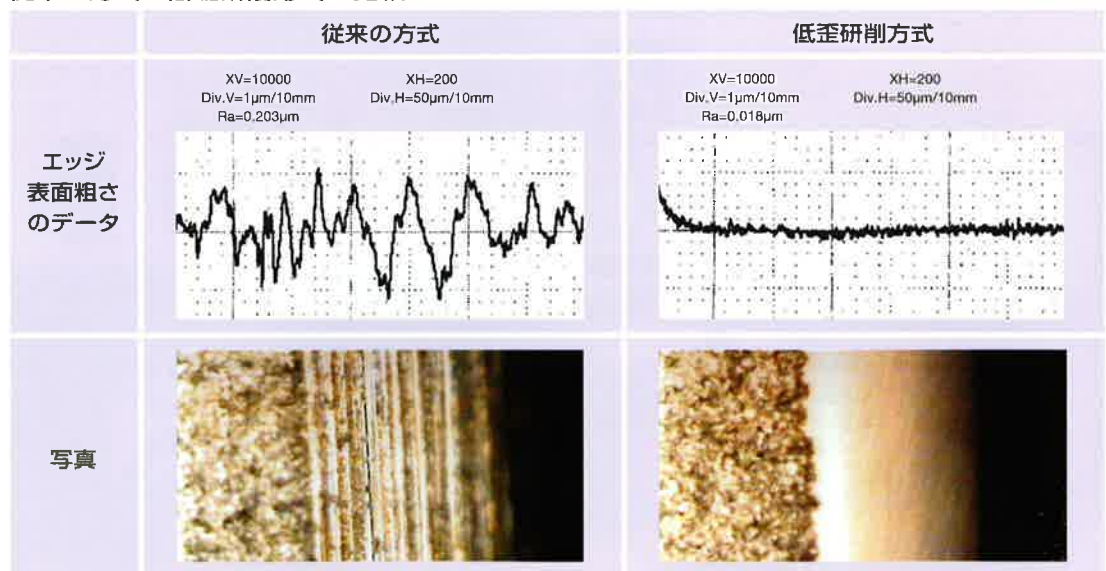 従来の方式
低歪研削方式
エッジ
表面粗さ
のデータ
XV=10000
XH=200
Div.V=1μm/10mm
Div.H=50μm/10mm
Ra=0.203μm
XV=10000
XH=200
Div.V=1μm/10mm
Div.H=50μm/10mm
Ra=0.018μm
写真